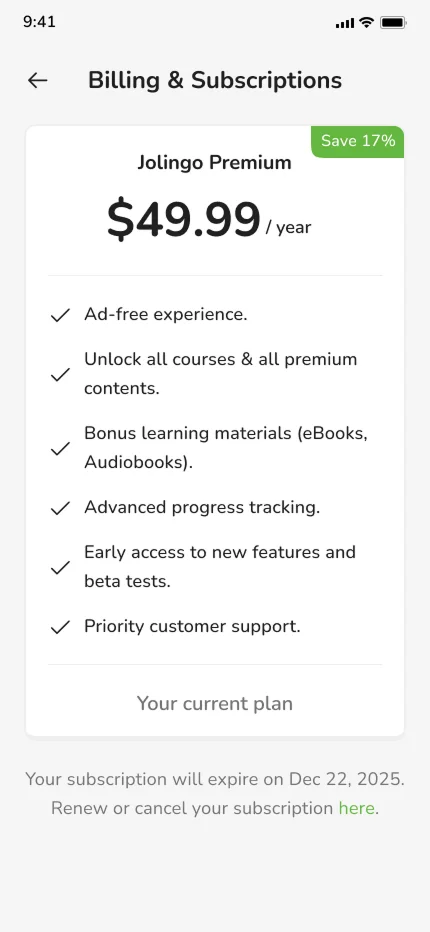 9:41
Billing & Subscriptions
Save 17%
Jolingo Premium
$49.99 / year
Ad-free experience.
Unlock all courses & all premium
contents.
Bonus learning materials (eBooks,
Audiobooks).
Advanced progress tracking.
Early access to new features and
beta tests.
Priority customer support.
Your current plan
Your subscription will expire on Dec 22, 2025.
Renew or cancel your subscription here.